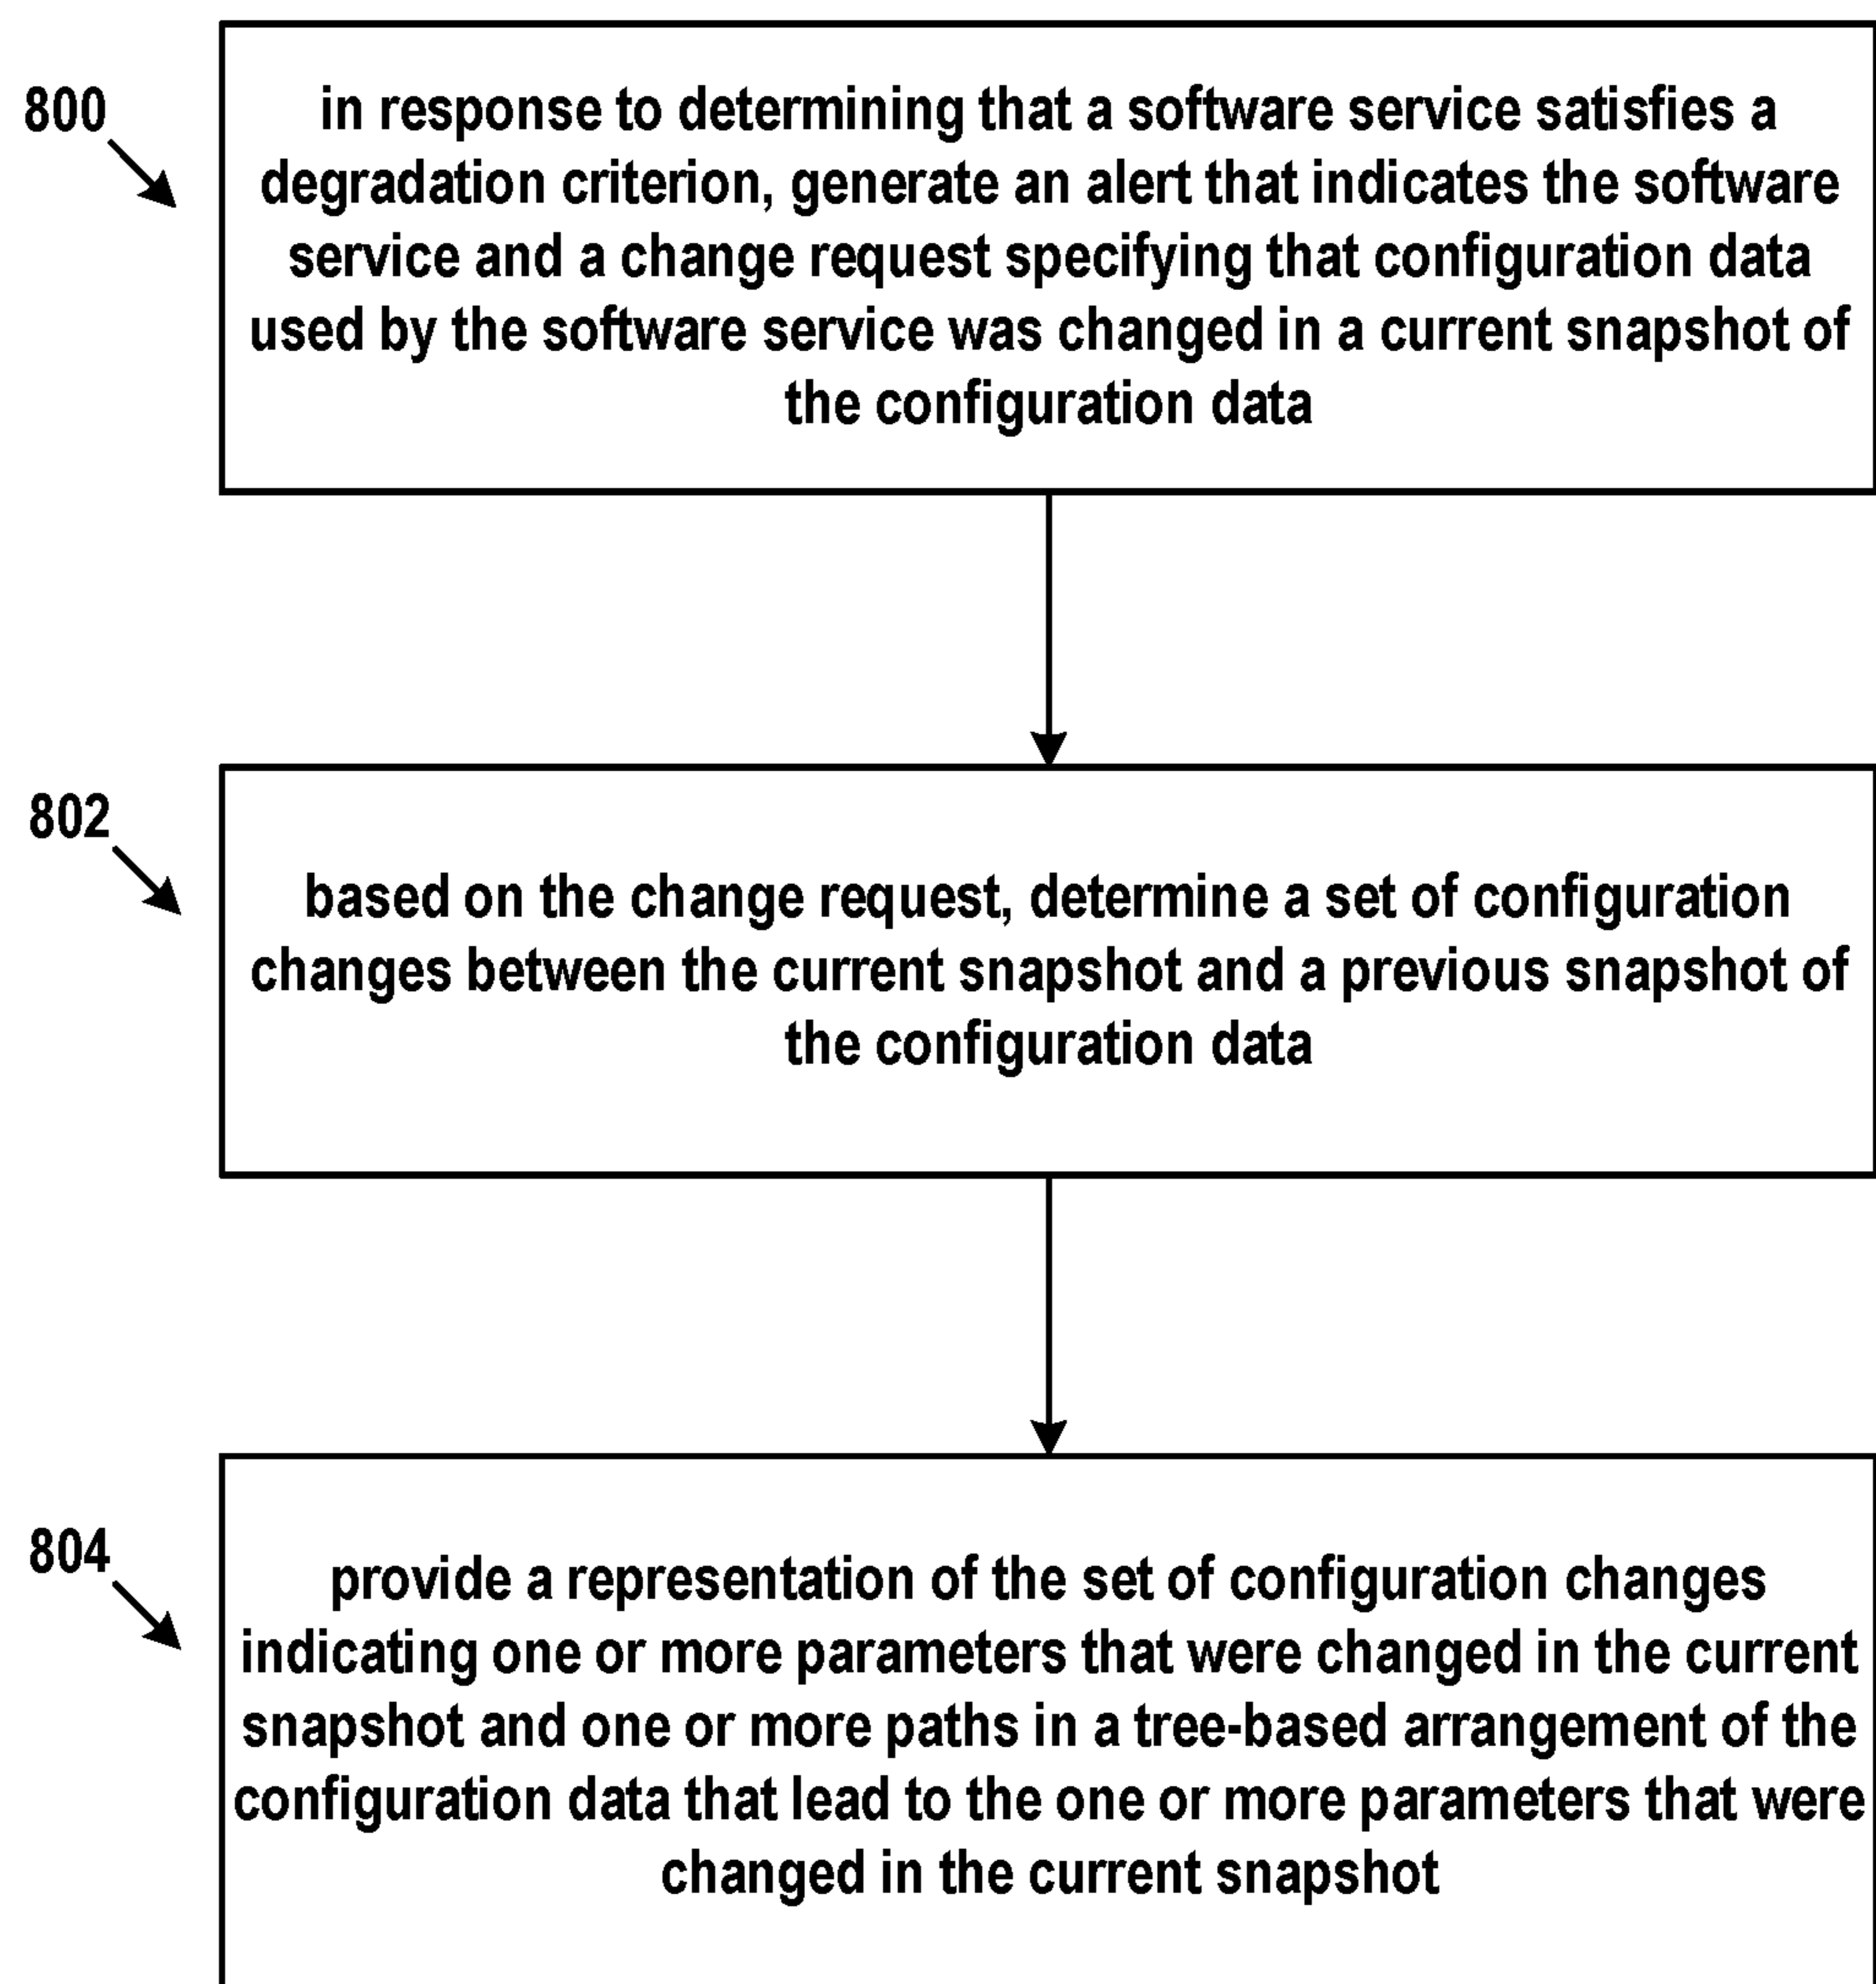 800
in response to determining that a software service satisfies a
degradation criterion, generate an alert that indicates the software
service and a change request specifying that configuration data
used by the software service was changed in a current snapshot of
the configuration data
802
based on the change request, determine a set of configuration
changes between the current snapshot and a previous snapshot of
the configuration data
804
provide a representation of the set of configuration changes
indicating one or more parameters that were changed in the current
snapshot and one or more paths in a tree-based arrangement of the
configuration data that lead to the one or more parameters that were
changed in the current snapshot